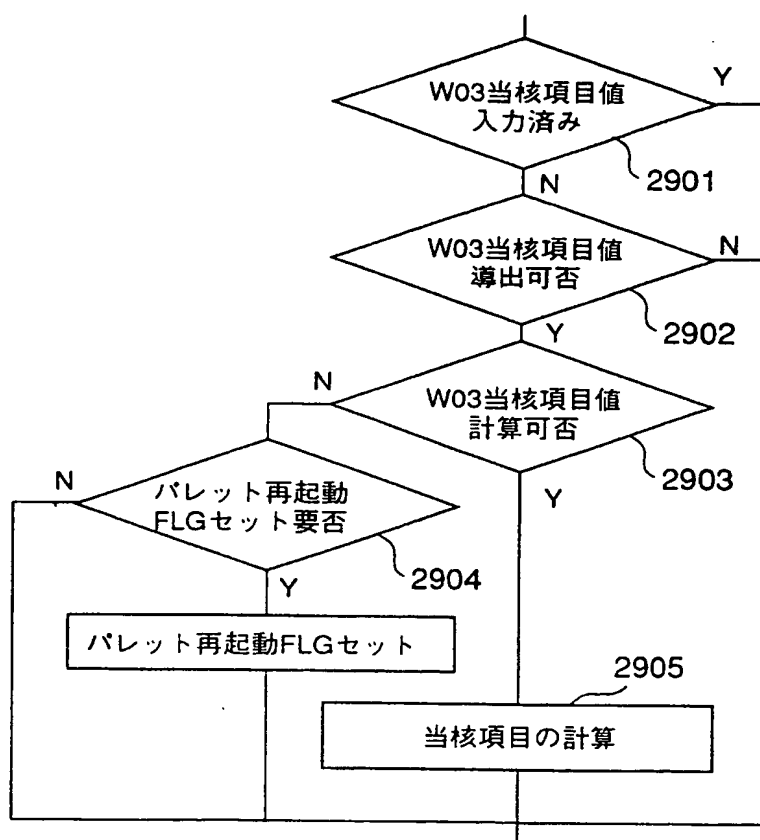 W03当核項目値
入力済み
Y
2901
N
W03当核項目値
導出可否
N
2902
Y
W03当核項目値
計算可否
N
2903
Y
パレット再起動
FLGセット要否
N
2904
Y
パレット再起動FLGセット
2905
当核項目の計算